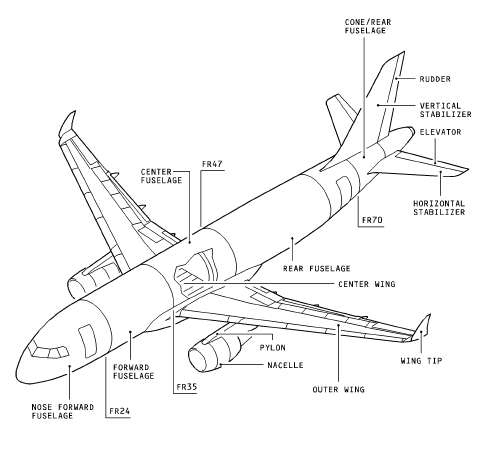 CONE/REAR
FUSELAGE
RUDDER
VERTICAL
STABILIZER
ELEVATOR
FR47
CENTER
FUSELAGE
HORIZONTAL
STABILIZER
FR70
REAR FUSELAGE
CENTER WING
PYLON
WING TIP
NACELLE
FORWARD
FUSELAGE
FR35
OUTER WING
NOSE FORWARD
FUSELAGE
FR24